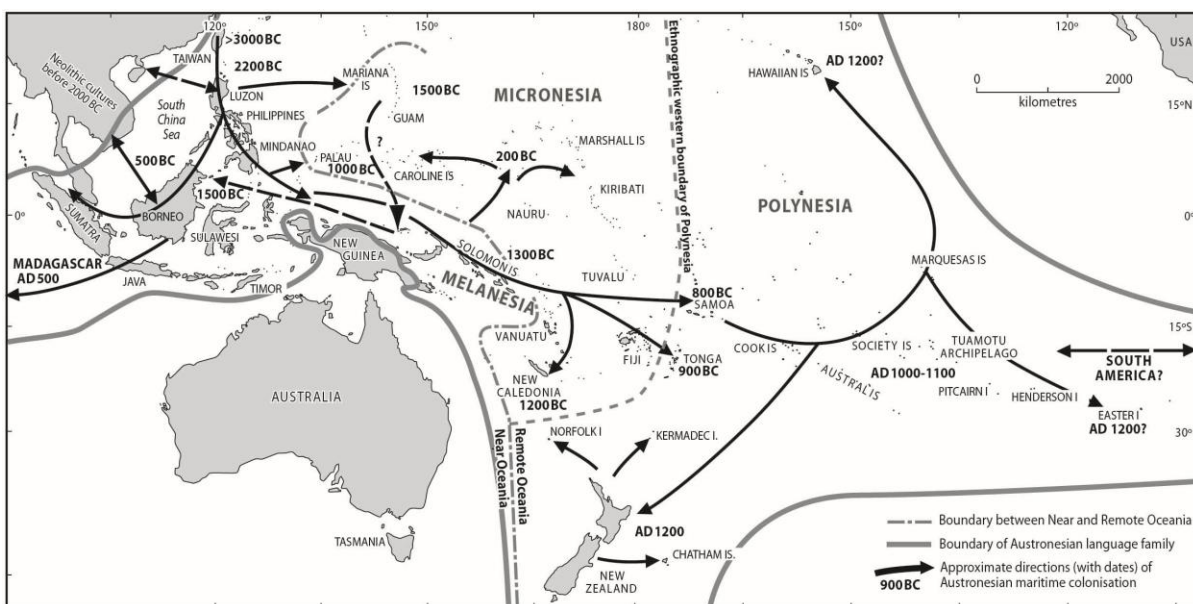 120°
150°
180°
150°
120°
>3000BC
TAIWAN
2200BC
Neolithic cultures
before 2000 BC
LUZON
South
China
Sea
PHILIPPINES
MINDANAO
500BC
MARIANA
IS
1500BC
GUAM
?
PALAU
1000BC
CAROLINE IS
MICRONESIA
200BC
MARSHALL IS
KIRIBATI
NAURU
Ethnographic western boundary of Polynesia
AD 1200?
HAWAIIAN IS
0
2000
kilometres
USA
15°N
POLYNESIA
0°
0°
1500BC
BORNEO
SUMATRA
SULAWESI
MADAGASCAR
AD500
JAVA
TIMOR
NEW
GUINEA
SOLOMON IS
1300BC
MELANESIA
TUVALU
800BC
SAMOA
MARQUESAS IS
VANUATU
FIJI
TONGA
900BC
NEW
CALEDONIA
1200BC
COOK IS
SOCIETY IS
TUAMOTU
ARCHIPELAGO
AD1000-1100
AUSTRAL IS
PITCAIRN I
HENDERSON I
SOUTH
AMERICA?
EASTER I
AD 1200?
15°S
30°
AUSTRALIA
Near Oceania
Remote Oceania
NORFOLK I
KERMADEC I.
AD1200
TASMANIA
NEW
ZEALAND
CHATHAM IS.
Boundary between Near and Remote Oceania
Boundary of Austronesian language family
900BC
Approximate directions (with dates) of
Austronesian maritime colonisation